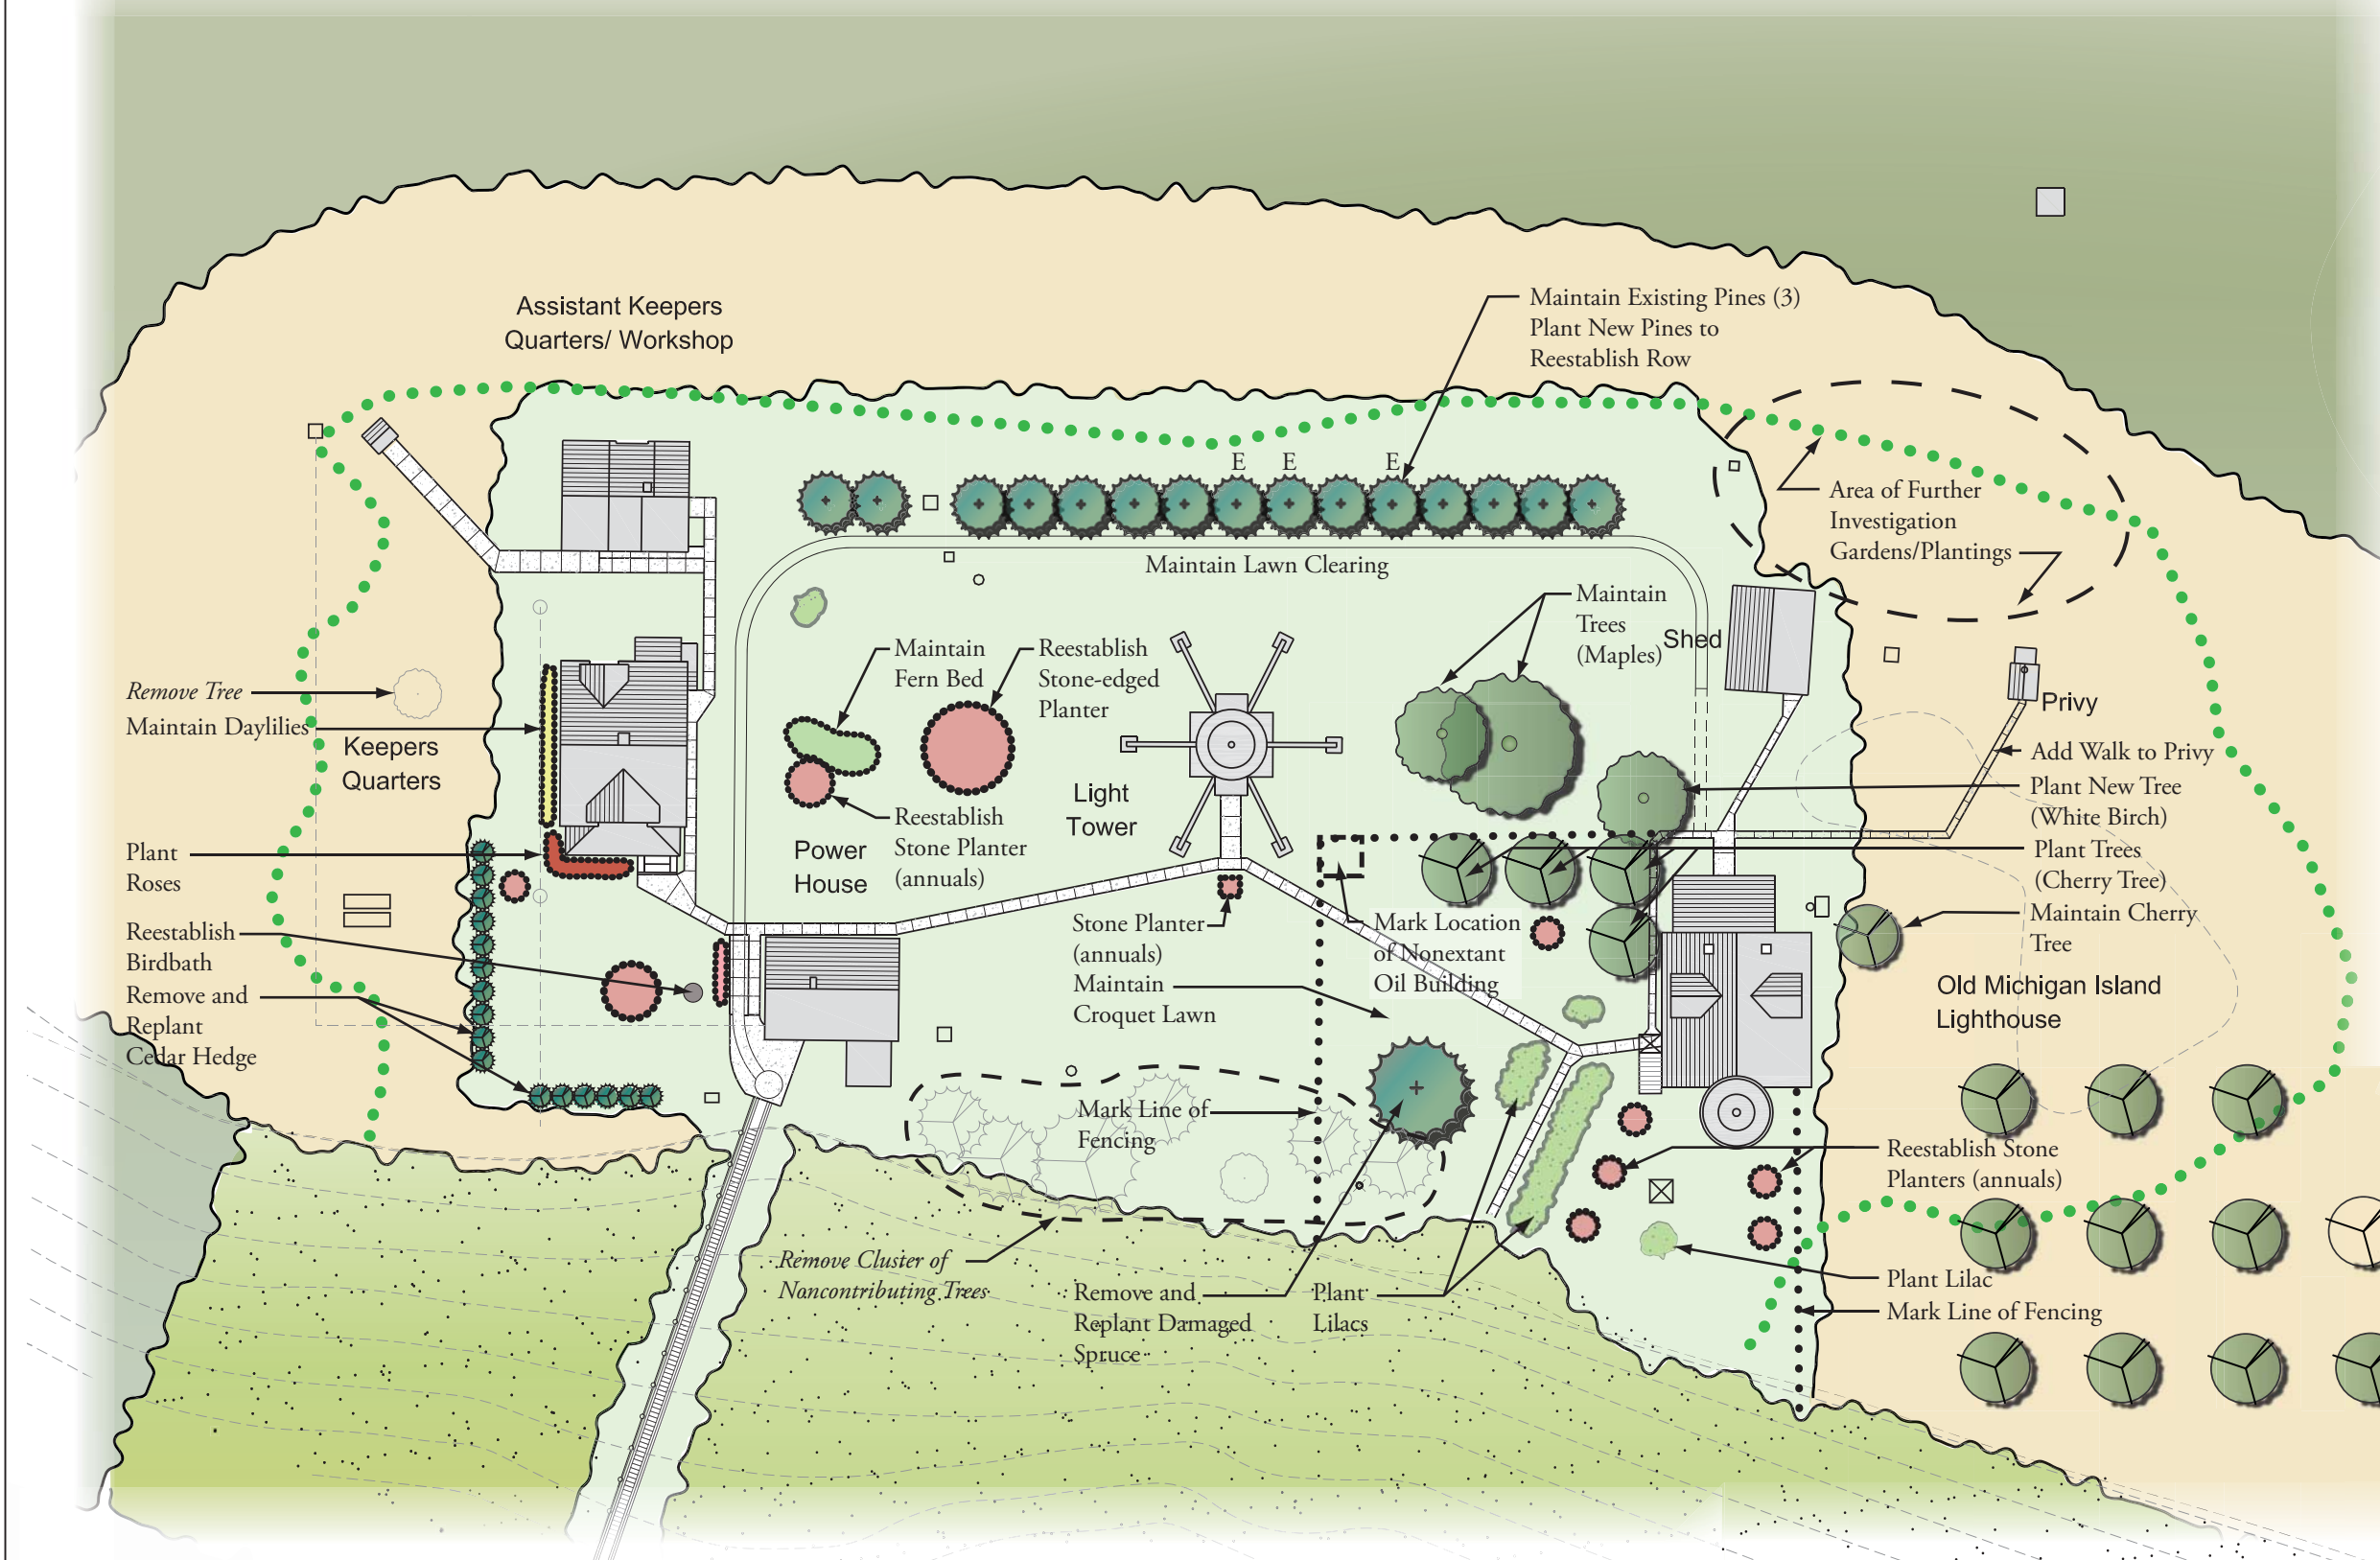 Assistant Keepers
Quarters/ Workshop
Maintain Existing Pines (3)
Plant New Pines to
Reestablish Row
E
E
E
Area of Further
Investigation
Gardens/Plantings
Maintain Lawn Clearing
Maintain
Trees
(Maples)
Shed
Maintain
Fern Bed
Reestablish
Stone-edged
Planter
Remove Tree
Maintain Daylilies
Keepers
Quarters
Privy
Add Walk to Privy
Plant New Tree
(White Birch)
Light
Tower
Reestablish
Stone Planter
(annuals)
Power
House
Plant
Roses
Plant Trees
(Cherry Tree)
Maintain Cherry
Tree
Stone Planter
(annuals)
Mark Location
of Nonextant
Oil Building
Reestablish
Birdbath
Maintain
Croquet Lawn
Old Michigan Island
Lighthouse
Remove and
Replant
Cedar Hedge
Mark Line of
Fencing
Reestablish Stone
Planters (annuals)
Remove Cluster of
Noncontributing Trees
Remove and
Replant Damaged
Spruce
Plant
Lilacs
Plant Lilac
Mark Line of Fencing